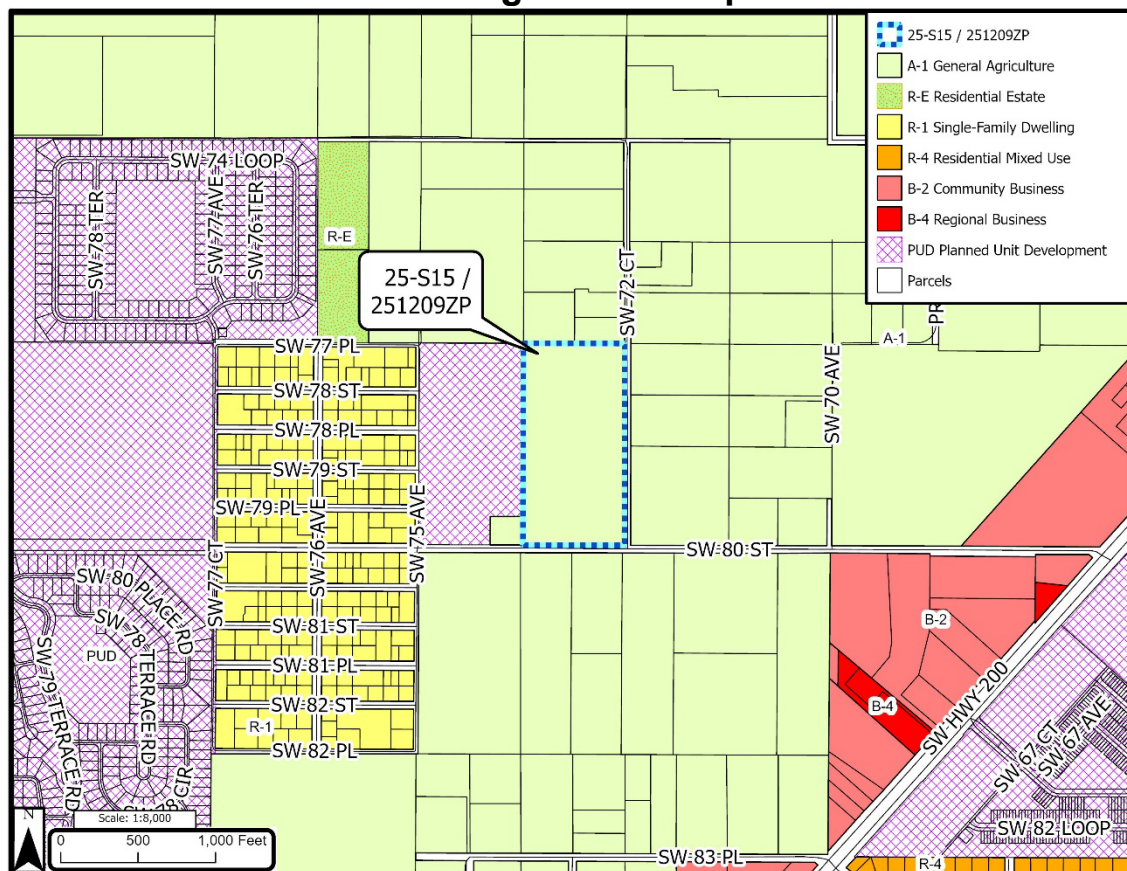 25-S15 / 251209ZP
A-1 General Agriculture
R-E Residential Estate
R-1 Single-Family Dwelling
R-4 Residential Mixed Use
B-2 Community Business
B-4 Regional Business
PUD Planned Unit Development
Parcels
SW 74 LOOP
SW 78 TER
SW 77 AVE
SW 76 TER
R-E
25-S15 /
251209ZP
SW 72 CT
PR
A-1
SW 70 AVE
SW 77 PL
SW 78 ST
SW 78 PL
SW 79 ST
SW 79 PL
SW 76 AVE
SW 75 AVE
SW 77 CT
SW 80 ST
SW 80 PLACE RD
SW 78 TERRACE RD
PUD
SW 79 TERRACE RD
SW 81 ST
SW 81 PL
SW 82 ST
R-1
SW 82 PL
B-2
B-4
SW HWY 200
SW 67 CT
SW 67 AVE
SW 82 LOOP
SW 83 PL
R-4
N
Scale: 1:8,000
0 500 1,000 Feet